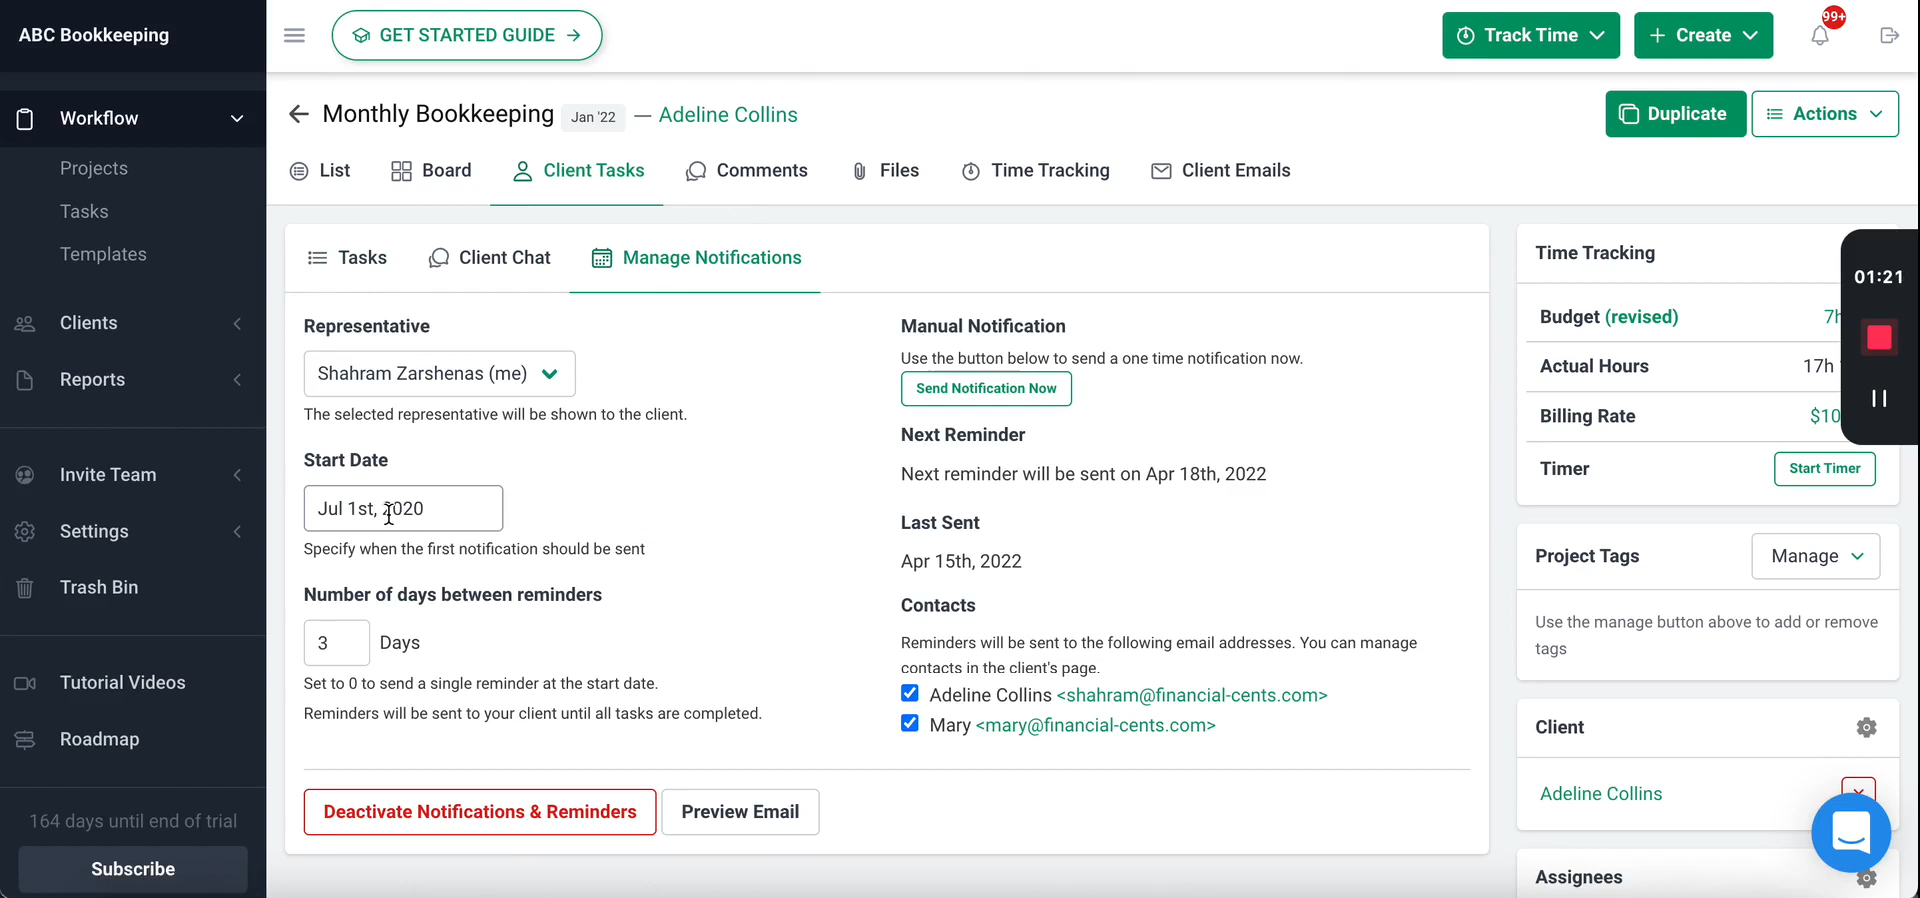 ABC Bookkeeping
GET STARTED GUIDE
Track Time
Create
99+
Workflow
Projects
Tasks
Templates
Clients
Reports
Invite Team
Settings
Trash Bin
Tutorial Videos
Roadmap
164 days until end of trial
Subscribe
Monthly Bookkeeping Jan '22 — Adeline Collins
Duplicate
Actions
List
Board
Client Tasks
Comments
Files
Time Tracking
Client Emails
Tasks
Client Chat
Manage Notifications
Representative
Shahram Zarshenas (me)
The selected representative will be shown to the client.
Start Date
Jul 1st, 2020
Specify when the first notification should be sent
Number of days between reminders
3 Days
Set to 0 to send a single reminder at the start date.
Reminders will be sent to your client until all tasks are completed.
Manual Notification
Use the button below to send a one time notification now.
Send Notification Now
Next Reminder
Next reminder will be sent on Apr 18th, 2022
Last Sent
Apr 15th, 2022
Contacts
Reminders will be sent to the following email addresses. You can manage
contacts in the client's page.
Adeline Collins <shahram@financial-cents.com>
Mary <mary@financial-cents.com>
Deactivate Notifications & Reminders
Preview Email
Time Tracking
Budget (revised) 7h
Actual Hours 17h
Billing Rate $10
Timer
Start Timer
01:21
Project Tags
Manage
Use the manage button above to add or remove
tags
Client
Adeline Collins
Assignees